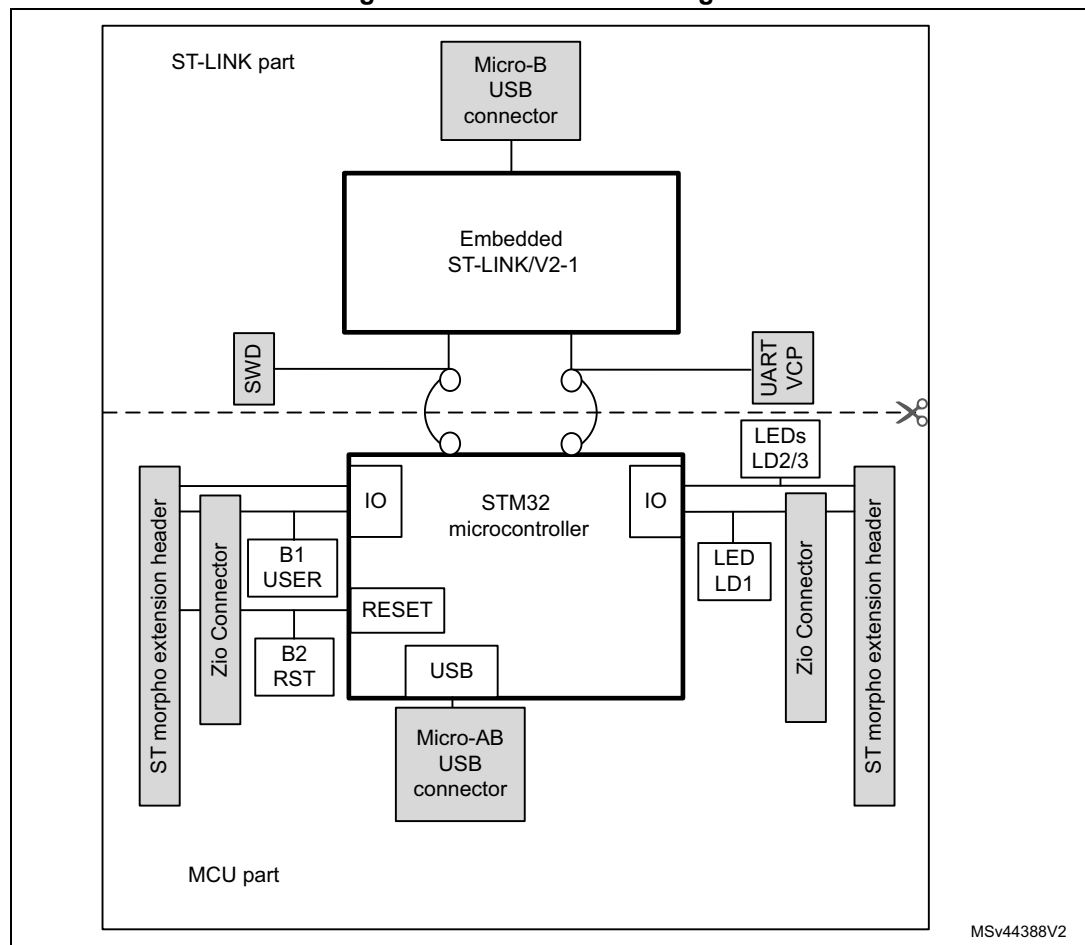 ST-LINK part
Micro-B
USB
connector
Embedded
ST-LINK/V2-1
SWD
UART
VCP
LEDs
LD2/3
IO
STM32
microcontroller
IO
ST morpho extension header
Zio Connector
B1
USER
LED
LD1
Zio Connector
ST morpho extension header
RESET
B2
RST
USB
Micro-AB
USB
connector
MCU part
MSv44388V2